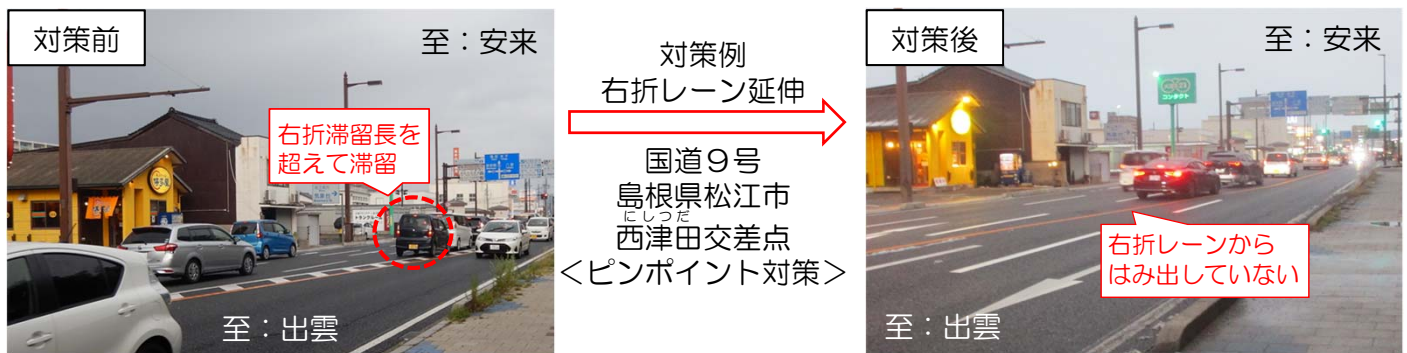 対策前
至：安来
右折滞留長を
超えて滞留
至：出雲
対策例
右折レーン延伸
国道９号
島根県松江市
にしつだ
西津田交差点
＜ピンポイント対策＞
対策後
至：安来
コンタクト
右折レーンから
はみ出していない
至：出雲